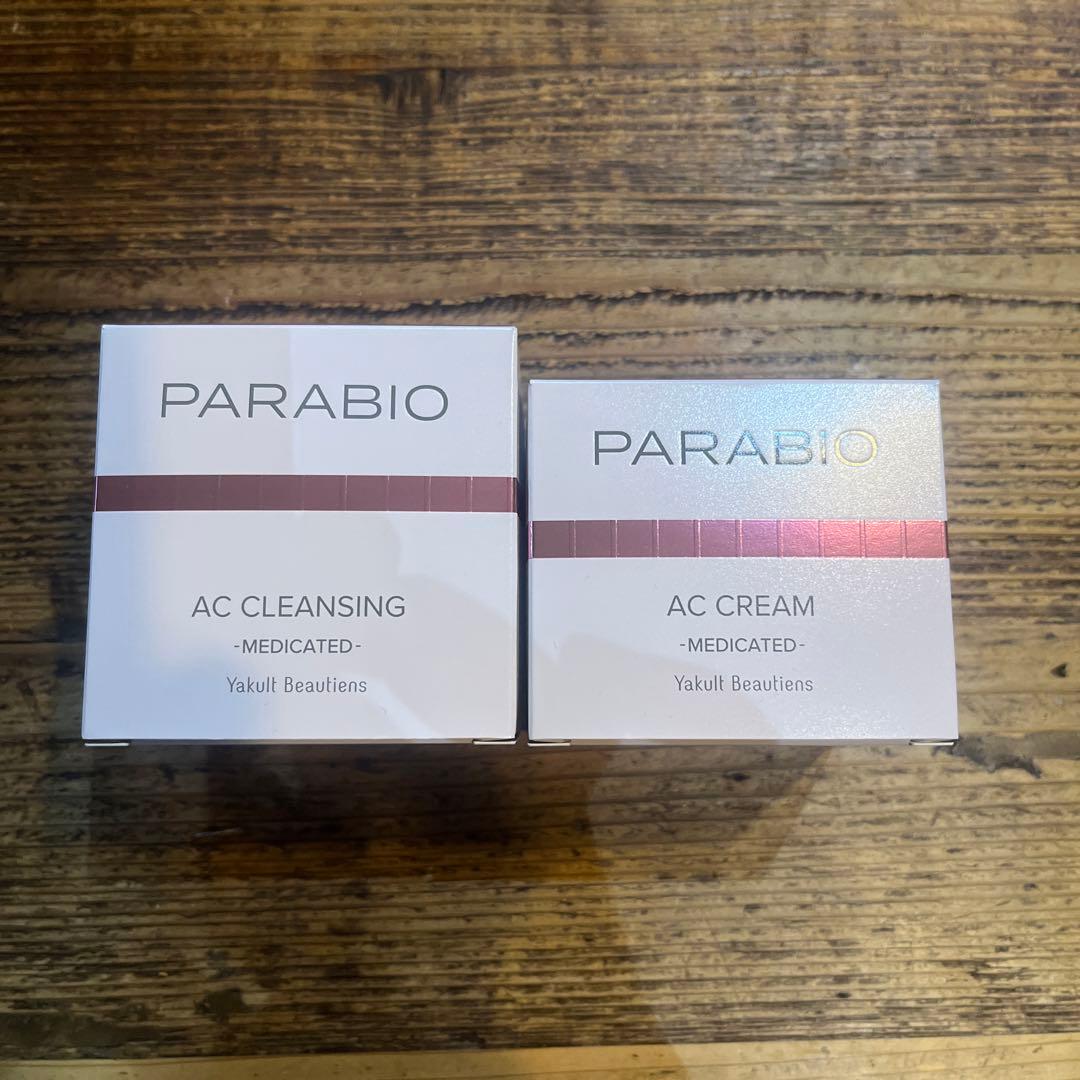 PARABIO
AC CLEANSING
-MEDICATED-
Yakult Beautiens
PARABIO
AC CREAM
-MEDICATED-
Yakult Beautiens